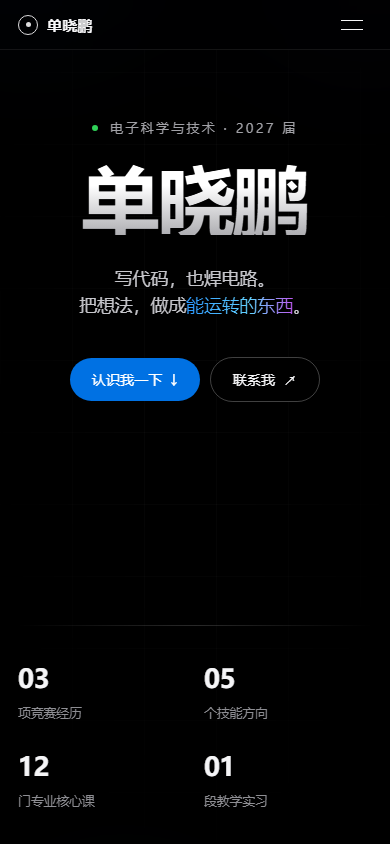 单晓鹏
电子科学与技术 · 2027 届
单晓鹏
写代码，也焊电路。
把想法，做成能运转的东西。
认识我一下 ↓
联系我 ↗
03
05
项竞赛经历
个技能方向
12
01
门专业核心课
段教学实习